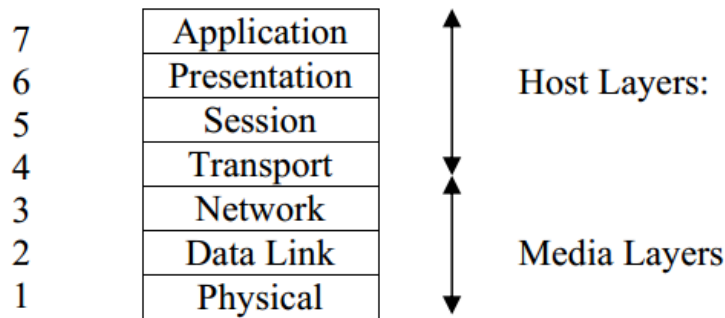 7 Application
6 Presentation Host Layers:
5 Session
4 Transport
3 Network
2 Data Link Media Layers
1 Physical